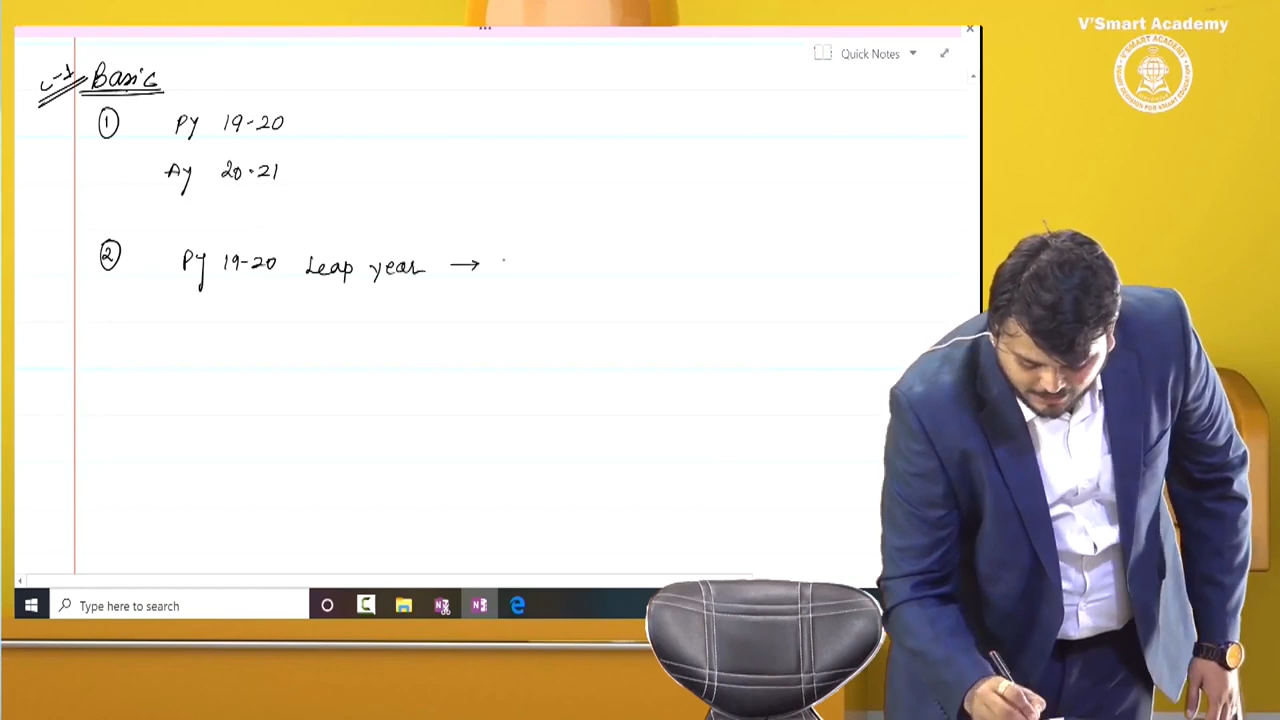 V'Smart Academy
Quick Notes
Basic
① PY 19-20
AY 20-21
② PY 19-20 Leap year →
Type here to search